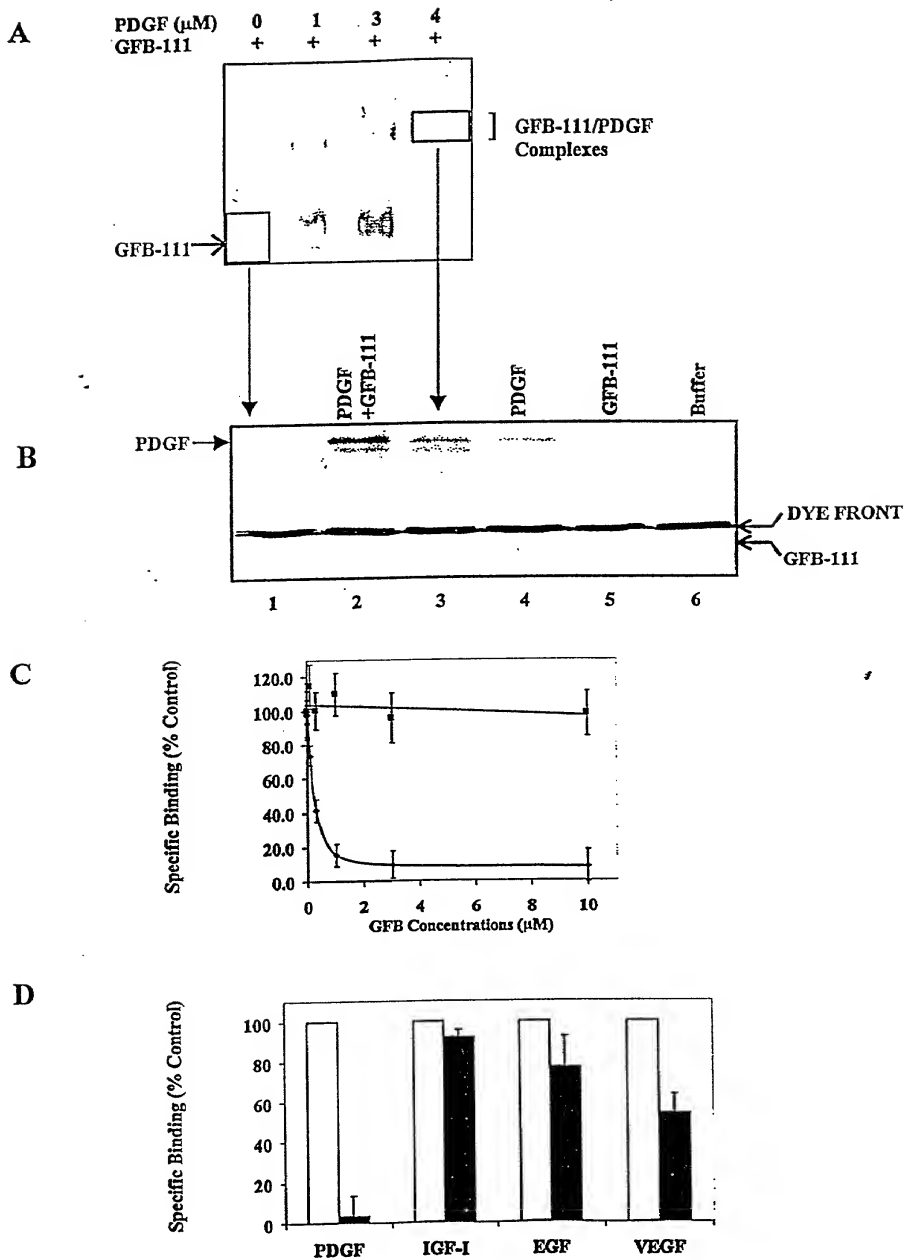 A
PDGF (μM) 0 1 3 4
GFB-111 + + + +
GFB-111/PDGF
Complexes
GFB-111
PDGF
+GFB-111
PDGF
GFB-111
Buffer
B
PDGF
DYE FRONT
GFB-111
1 2 3 4 5 6
C
Specific Binding (% Control)
120.0
100.0
80.0
60.0
40.0
20.0
0.0
0 2 4 6 8 10
GFB Concentrations (μM)
D
Specific Binding (% Control)
100
80
60
40
20
0
PDGF IGF-I EGF VEGF